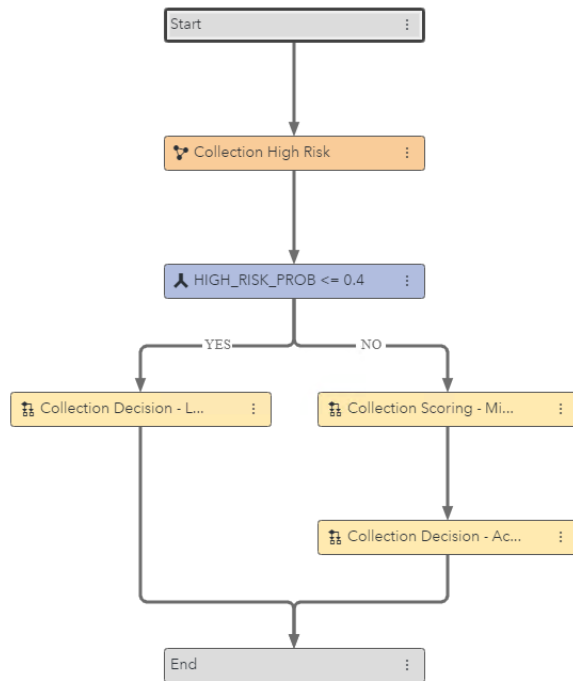 Start
Collection High Risk
HIGH_RISK_PROB <= 0.4
YES
NO
Collection Decision - L...
Collection Scoring - Mi...
Collection Decision - Ac...
End